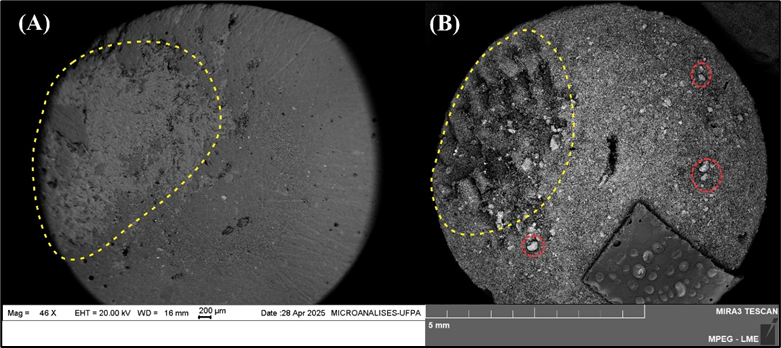 (A)
(B)
Mag = 46 X EHT = 20.00 kV WD = 16 mm 200 µm Date :28 Apr 2025 MICROANALISES-UFPA
MIRA3 TESCAN
5 mm
MPEG - LME